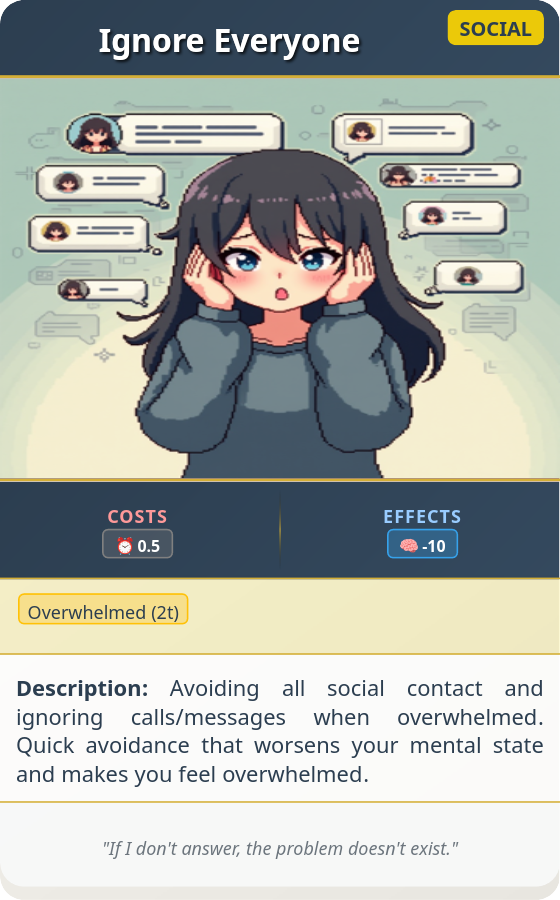 Ignore Everyone
SOCIAL
COSTS
⏰ 0.5
EFFECTS
🧠 -10
Overwhelmed (2t)
Description: Avoiding all social contact and
ignoring calls/messages when overwhelmed.
Quick avoidance that worsens your mental state
and makes you feel overwhelmed.
"If I don't answer, the problem doesn't exist."